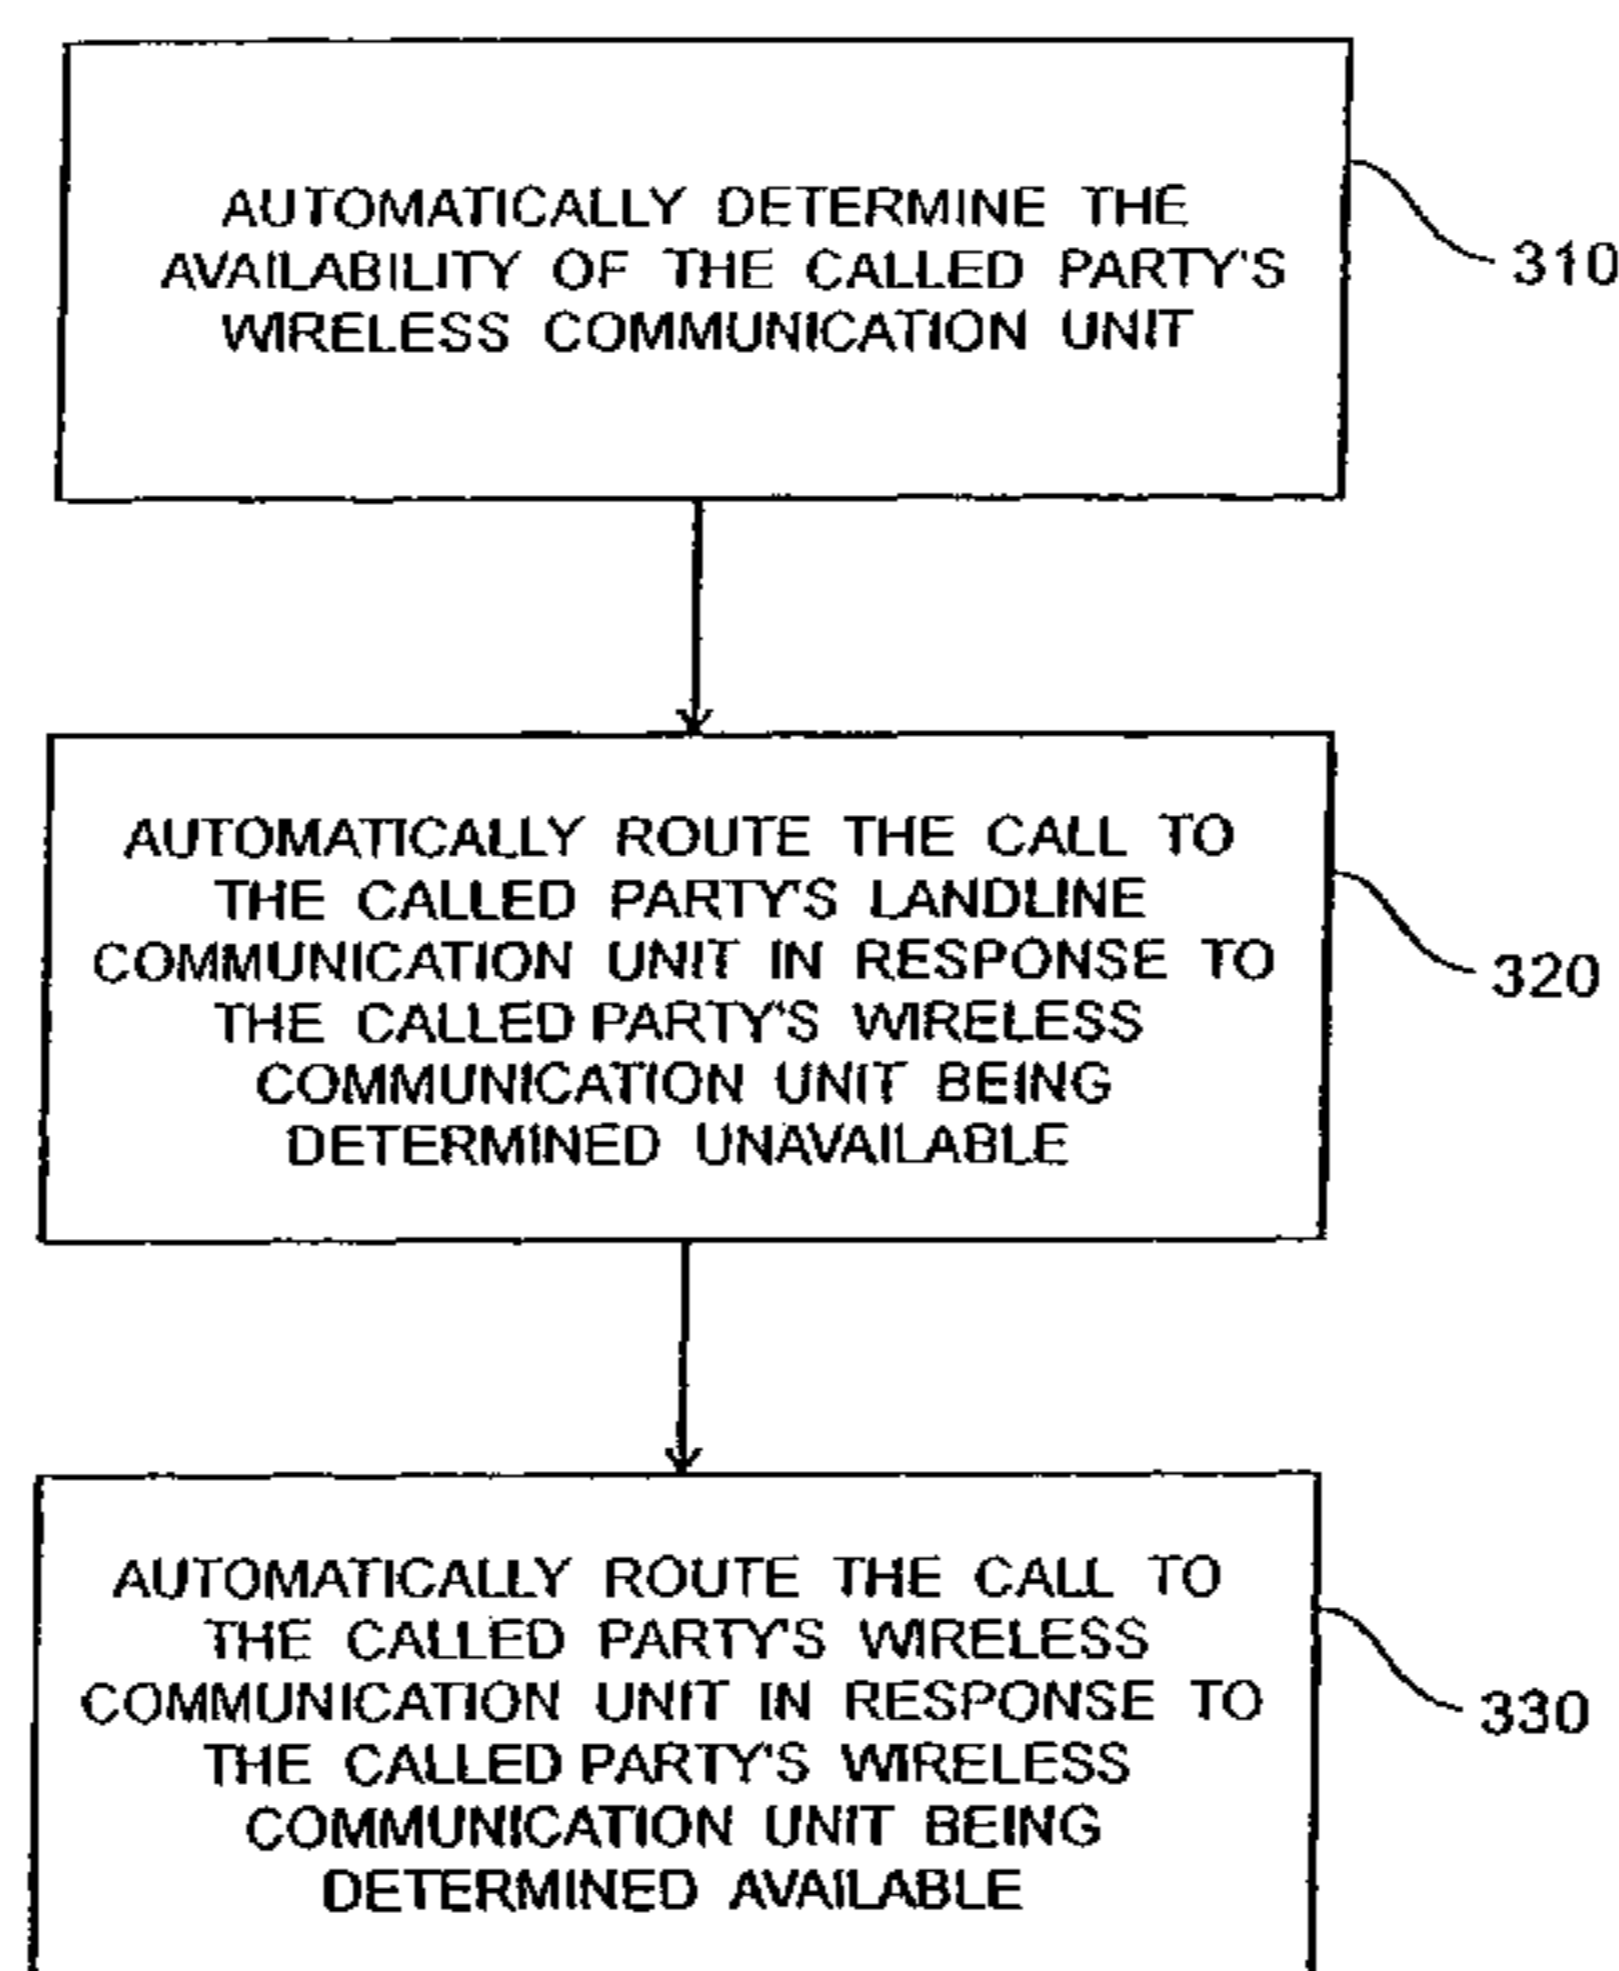 AUTOMATICALLY DETERMINE THE
AVAILABILITY OF THE CALLED PARTY'S
WIRELESS COMMUNICATION UNIT
310
AUTOMATICALLY ROUTE THE CALL TO
THE CALLED PARTY'S LANDLINE
COMMUNICATION UNIT IN RESPONSE TO
THE CALLED PARTY'S WIRELESS
COMMUNICATION UNIT BEING
DETERMINED UNAVAILABLE
320
AUTOMATICALLY ROUTE THE CALL TO
THE CALLED PARTY'S WIRELESS
COMMUNICATION UNIT IN RESPONSE TO
THE CALLED PARTY'S WIRELESS
COMMUNICATION UNIT BEING
DETERMINED AVAILABLE
330